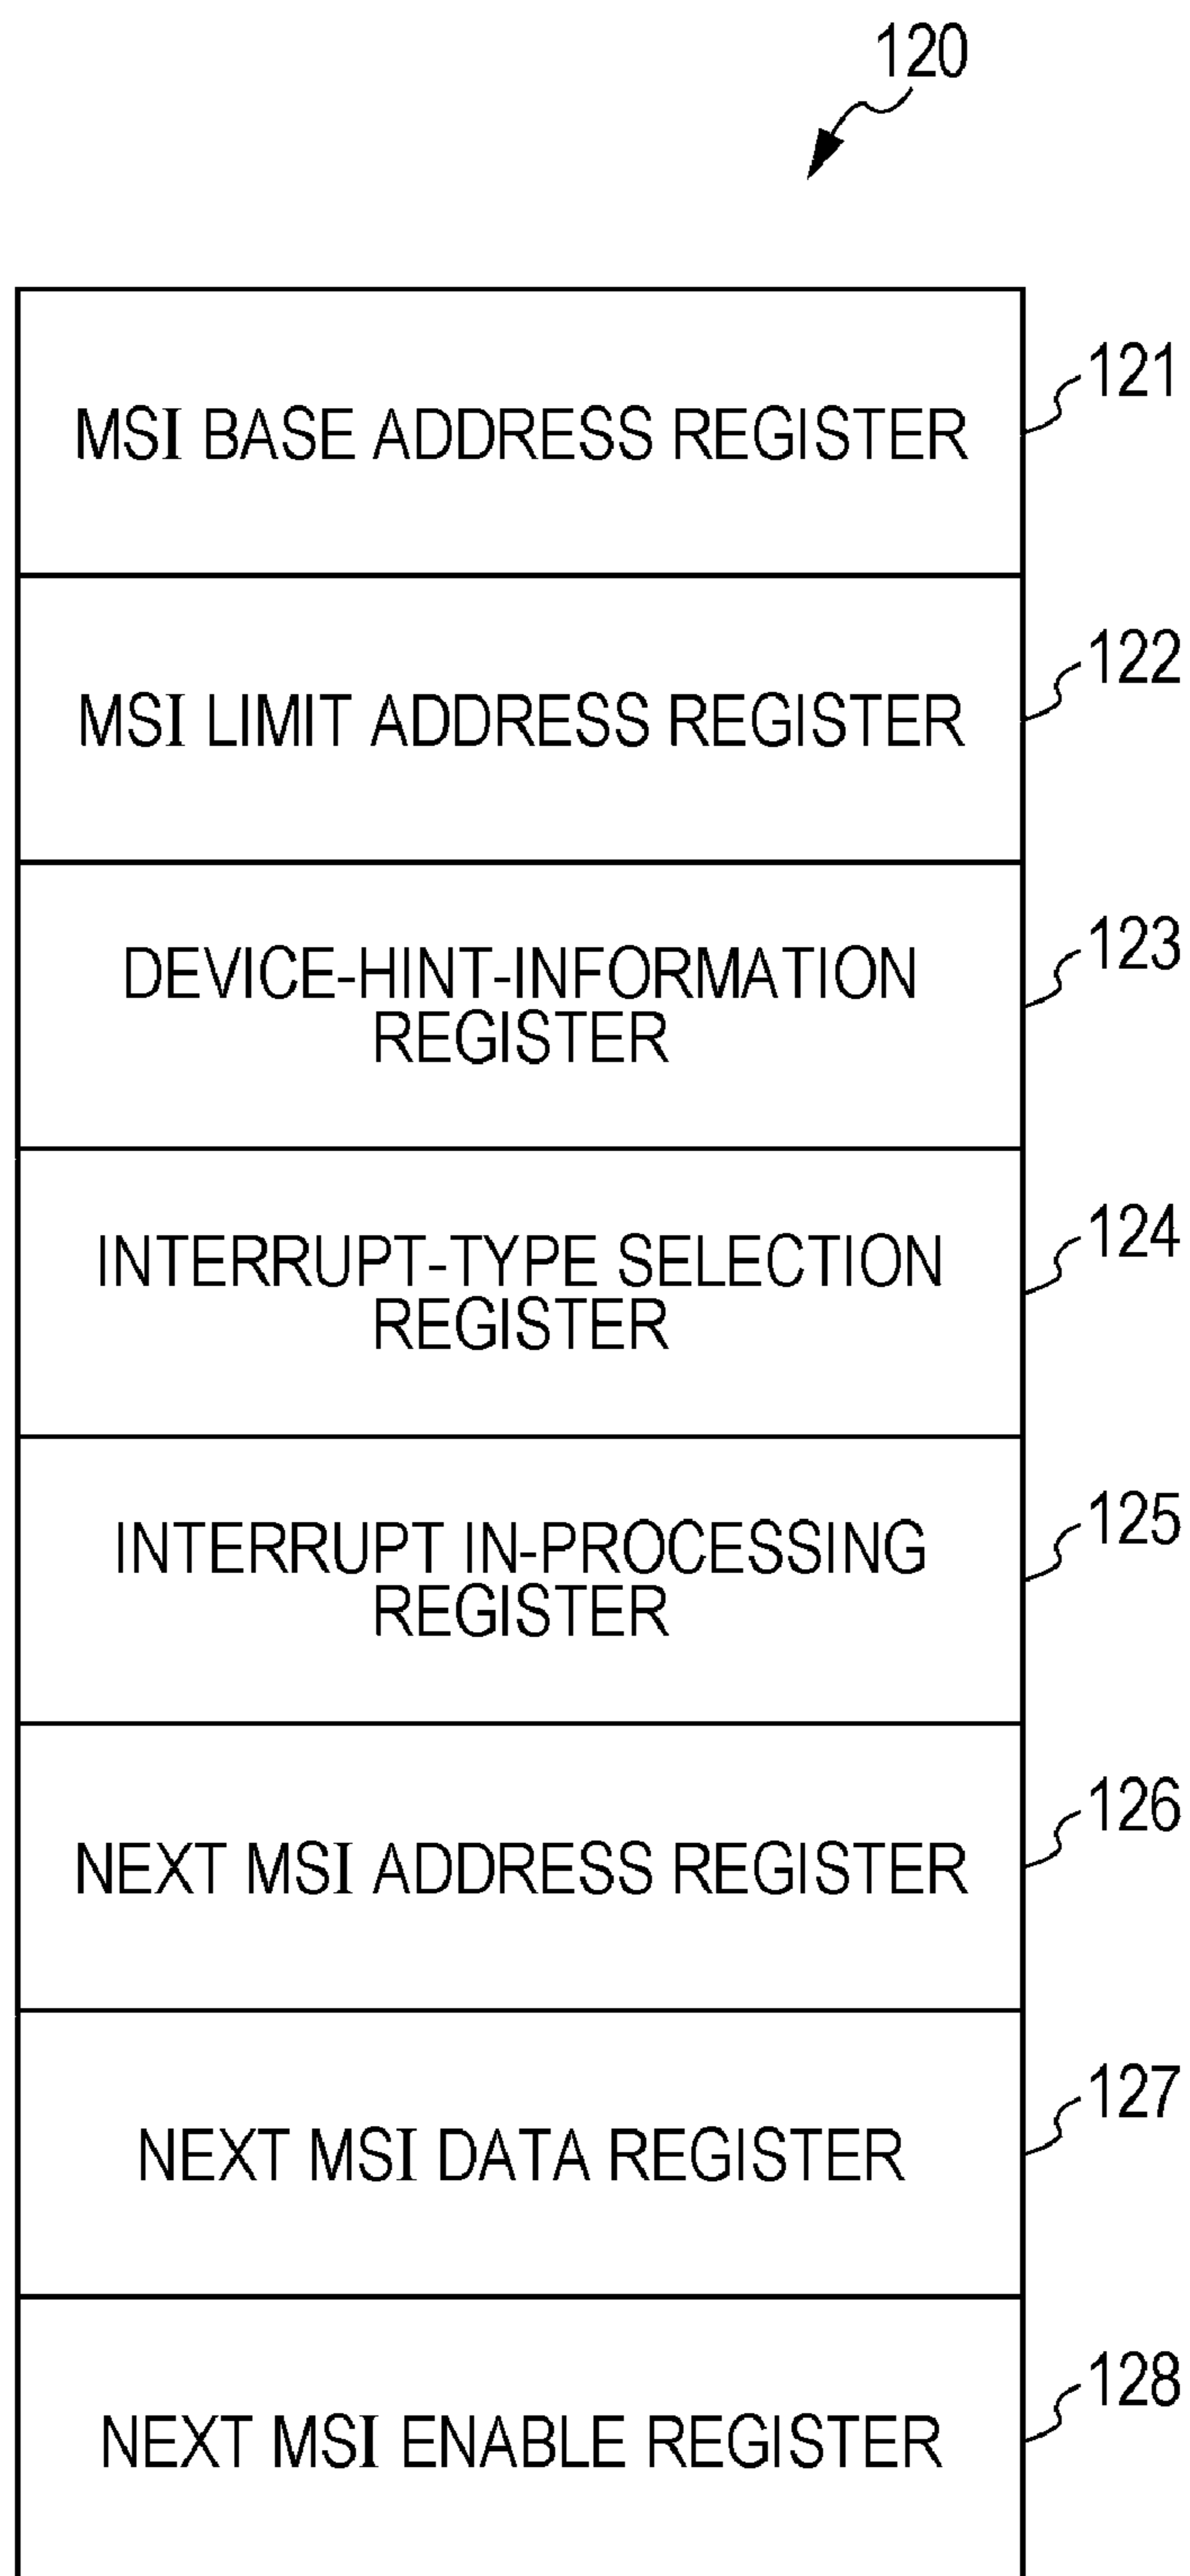 120
MSI BASE ADDRESS REGISTER
121
MSI LIMIT ADDRESS REGISTER
122
DEVICE-HINT-INFORMATION
REGISTER
123
INTERRUPT-TYPE SELECTION
REGISTER
124
INTERRUPT IN-PROCESSING
REGISTER
125
NEXT MSI ADDRESS REGISTER
126
NEXT MSI DATA REGISTER
127
NEXT MSI ENABLE REGISTER
128